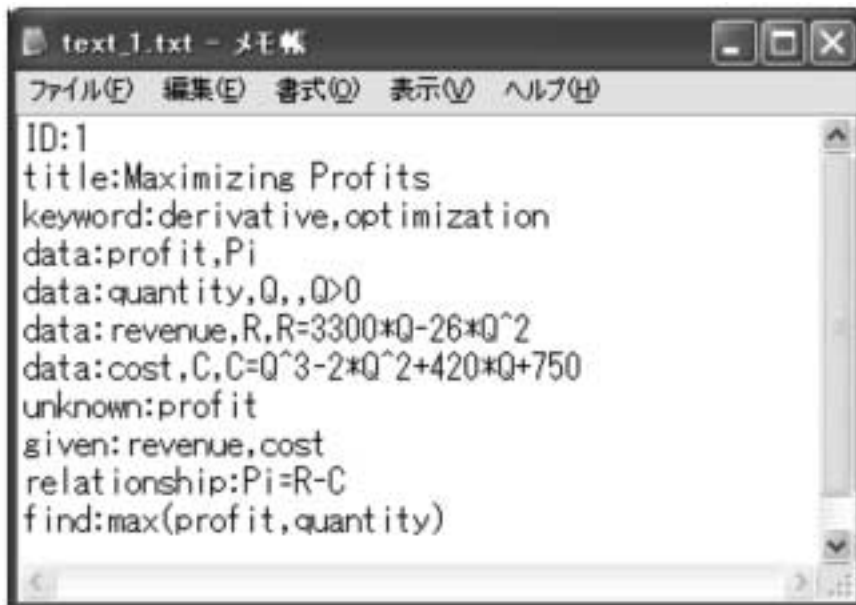 text_1.txt - メモ帳
ファイル(F) 編集(E) 書式(O) 表示(V) ヘルプ(H)
ID:1
title:Maximizing Profits
keyword:derivative,optimization
data:profit,Pi
data:quantity,Q,,Q>0
data:revenue,R,R=3300*Q-26*Q^2
data:cost,C,C=Q^3-2*Q^2+420*Q+750
unknown:profit
given:revenue,cost
relationship:Pi=R-C
find:max(profit,quantity)